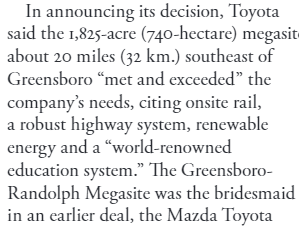 In announcing its decision, Toyota
said the 1,825-acre (740-hectare) megasite
about 20 miles (32 km.) southeast of
Greensboro “met and exceeded” the
company’s needs, citing onsite rail,
a robust highway system, renewable
energy and a “world-renowned
education system.” The Greensboro-
Randolph Megasite was the bridesmaid
in an earlier deal, the Mazda Toyota